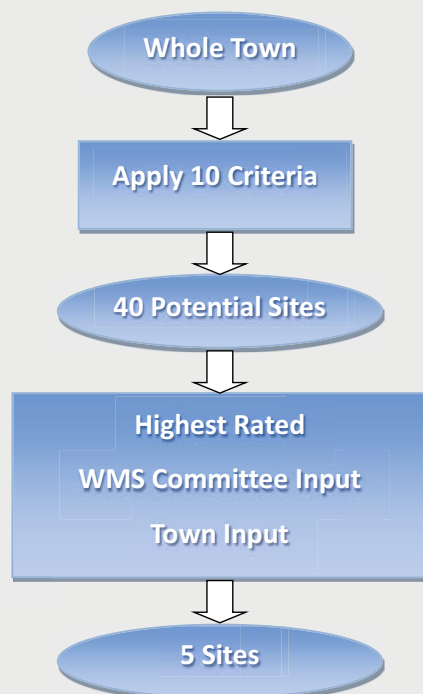 Whole Town
Apply 10 Criteria
40 Potential Sites
Highest Rated
WMS Committee Input
Town Input
5 Sites